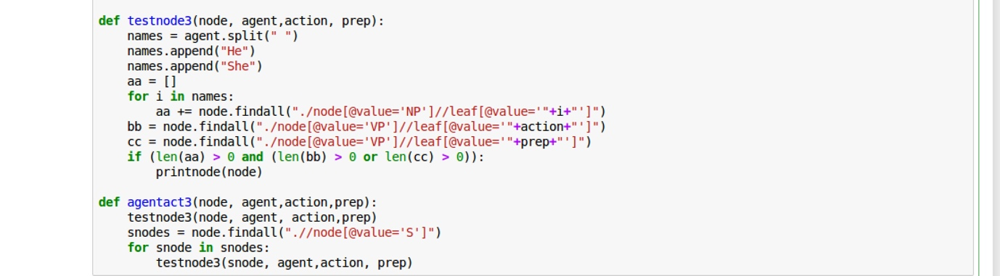 def testnode3(node, agent,action, prep):
    names = agent.split(" ")
    names.append("He")
    names.append("She")
    aa = []
    for i in names:
        aa += node.findall("./node[@value='NP']//leaf[@value='"+i+"']")
    bb = node.findall("./node[@value='VP']//leaf[@value='"+action+"']")
    cc = node.findall("./node[@value='VP']//leaf[@value='"+prep+"']")
    if (len(aa) > 0 and (len(bb) > 0 or len(cc) > 0)):
        printnode(node)

def agentact3(node, agent,action,prep):
    testnode3(node, agent, action,prep)
    snodes = node.findall(".//node[@value='S']")
    for snode in snodes:
        testnode3(snode, agent,action, prep)